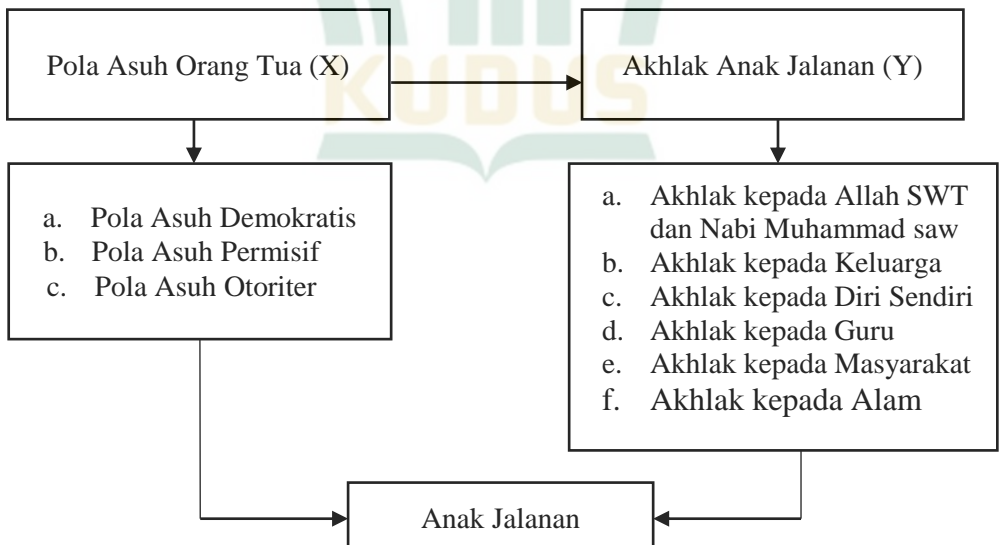 Pola Asuh Orang Tua (X)
Akhlak Anak Jalanan (Y)
KUDUS
a. Pola Asuh Demokratis
b. Pola Asuh Permisif
c. Pola Asuh Otoriter
a. Akhlak kepada Allah SWT
dan Nabi Muhammad saw
b. Akhlak kepada Keluarga
c. Akhlak kepada Diri Sendiri
d. Akhlak kepada Guru
e. Akhlak kepada Masyarakat
f. Akhlak kepada Alam
Anak Jalanan